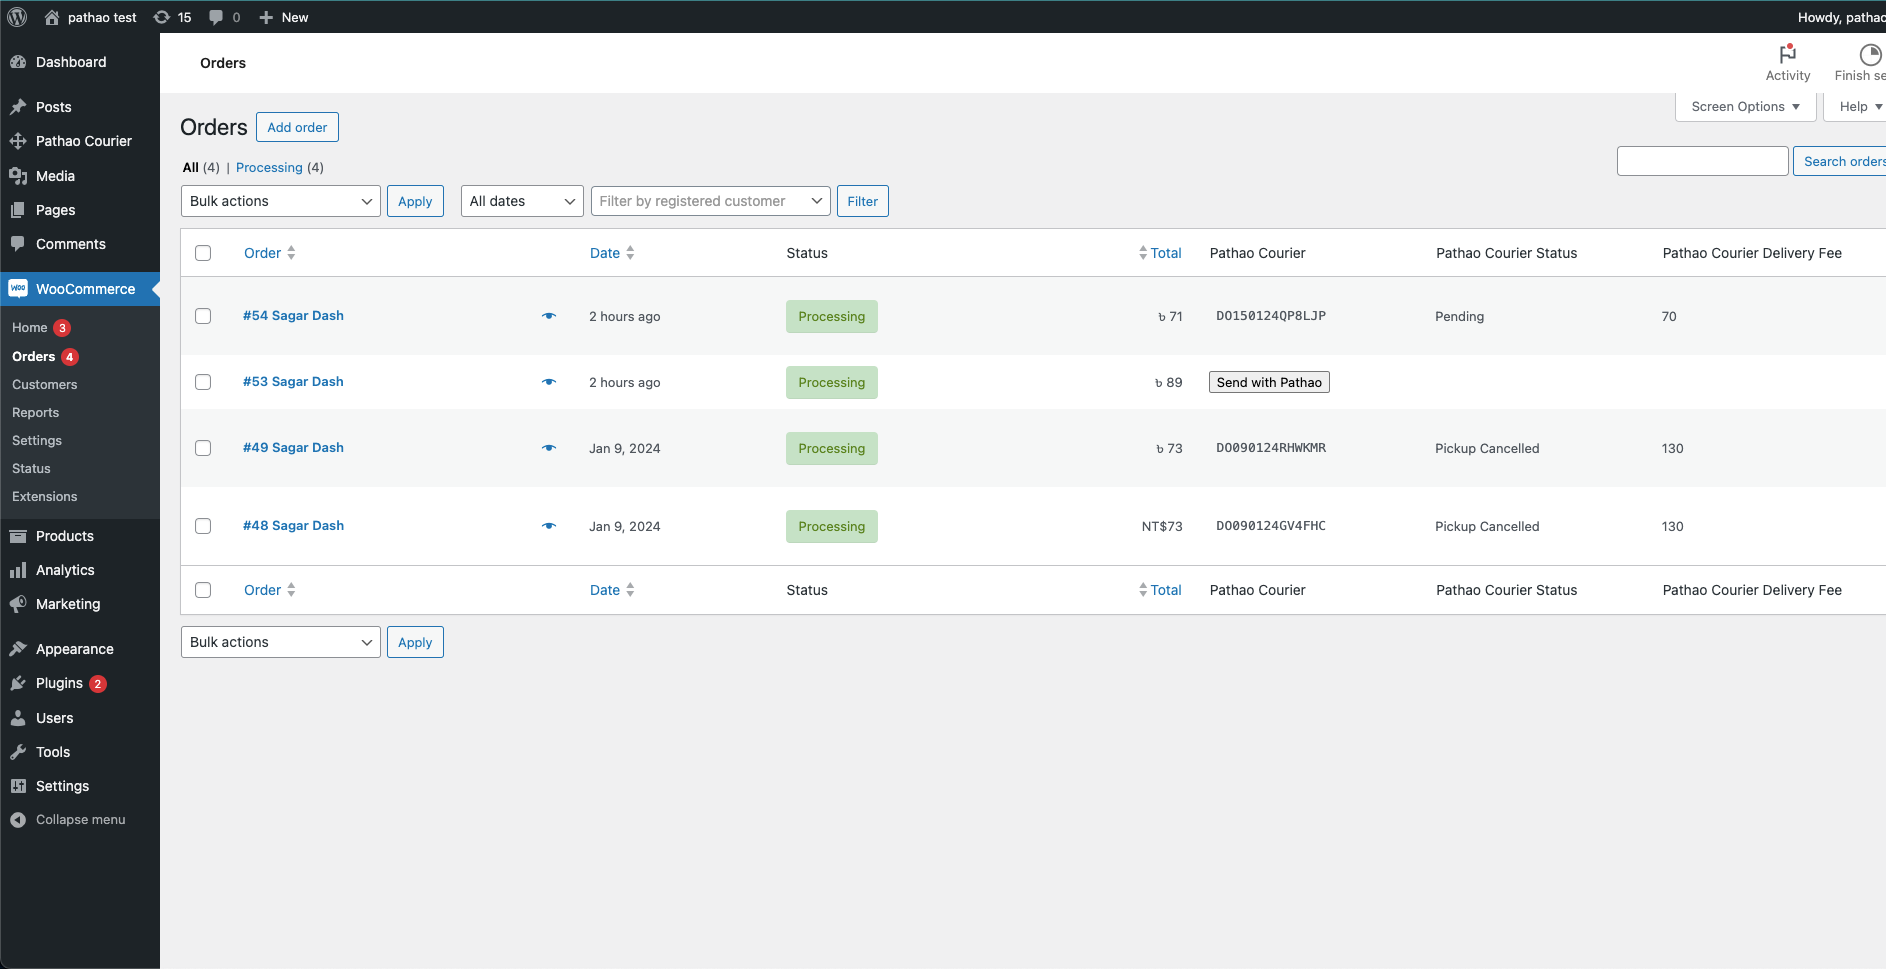 pathao test 15 0 New Howdy, pathao
Dashboard
Posts
Pathao Courier
Media
Pages
Comments
WooCommerce
Home 3
Orders 4
Customers
Reports
Settings
Status
Extensions
Products
Analytics
Marketing
Appearance
Plugins 2
Users
Tools
Settings
Collapse menu
Orders
Activity Finish se
Screen Options Help
Orders Add order
All (4) | Processing (4)
Search orders
Bulk actions Apply All dates Filter by registered customer Filter
Order Date Status Total Pathao Courier Pathao Courier Status Pathao Courier Delivery Fee
#54 Sagar Dash 2 hours ago Processing ৳ 71 DO150124QP8LJP Pending 70
#53 Sagar Dash 2 hours ago Processing ৳ 89 Send with Pathao
#49 Sagar Dash Jan 9, 2024 Processing ৳ 73 DO090124RHWKMR Pickup Cancelled 130
#48 Sagar Dash Jan 9, 2024 Processing NT$73 DO090124GV4FHC Pickup Cancelled 130
Order Date Status Total Pathao Courier Pathao Courier Status Pathao Courier Delivery Fee
Bulk actions Apply